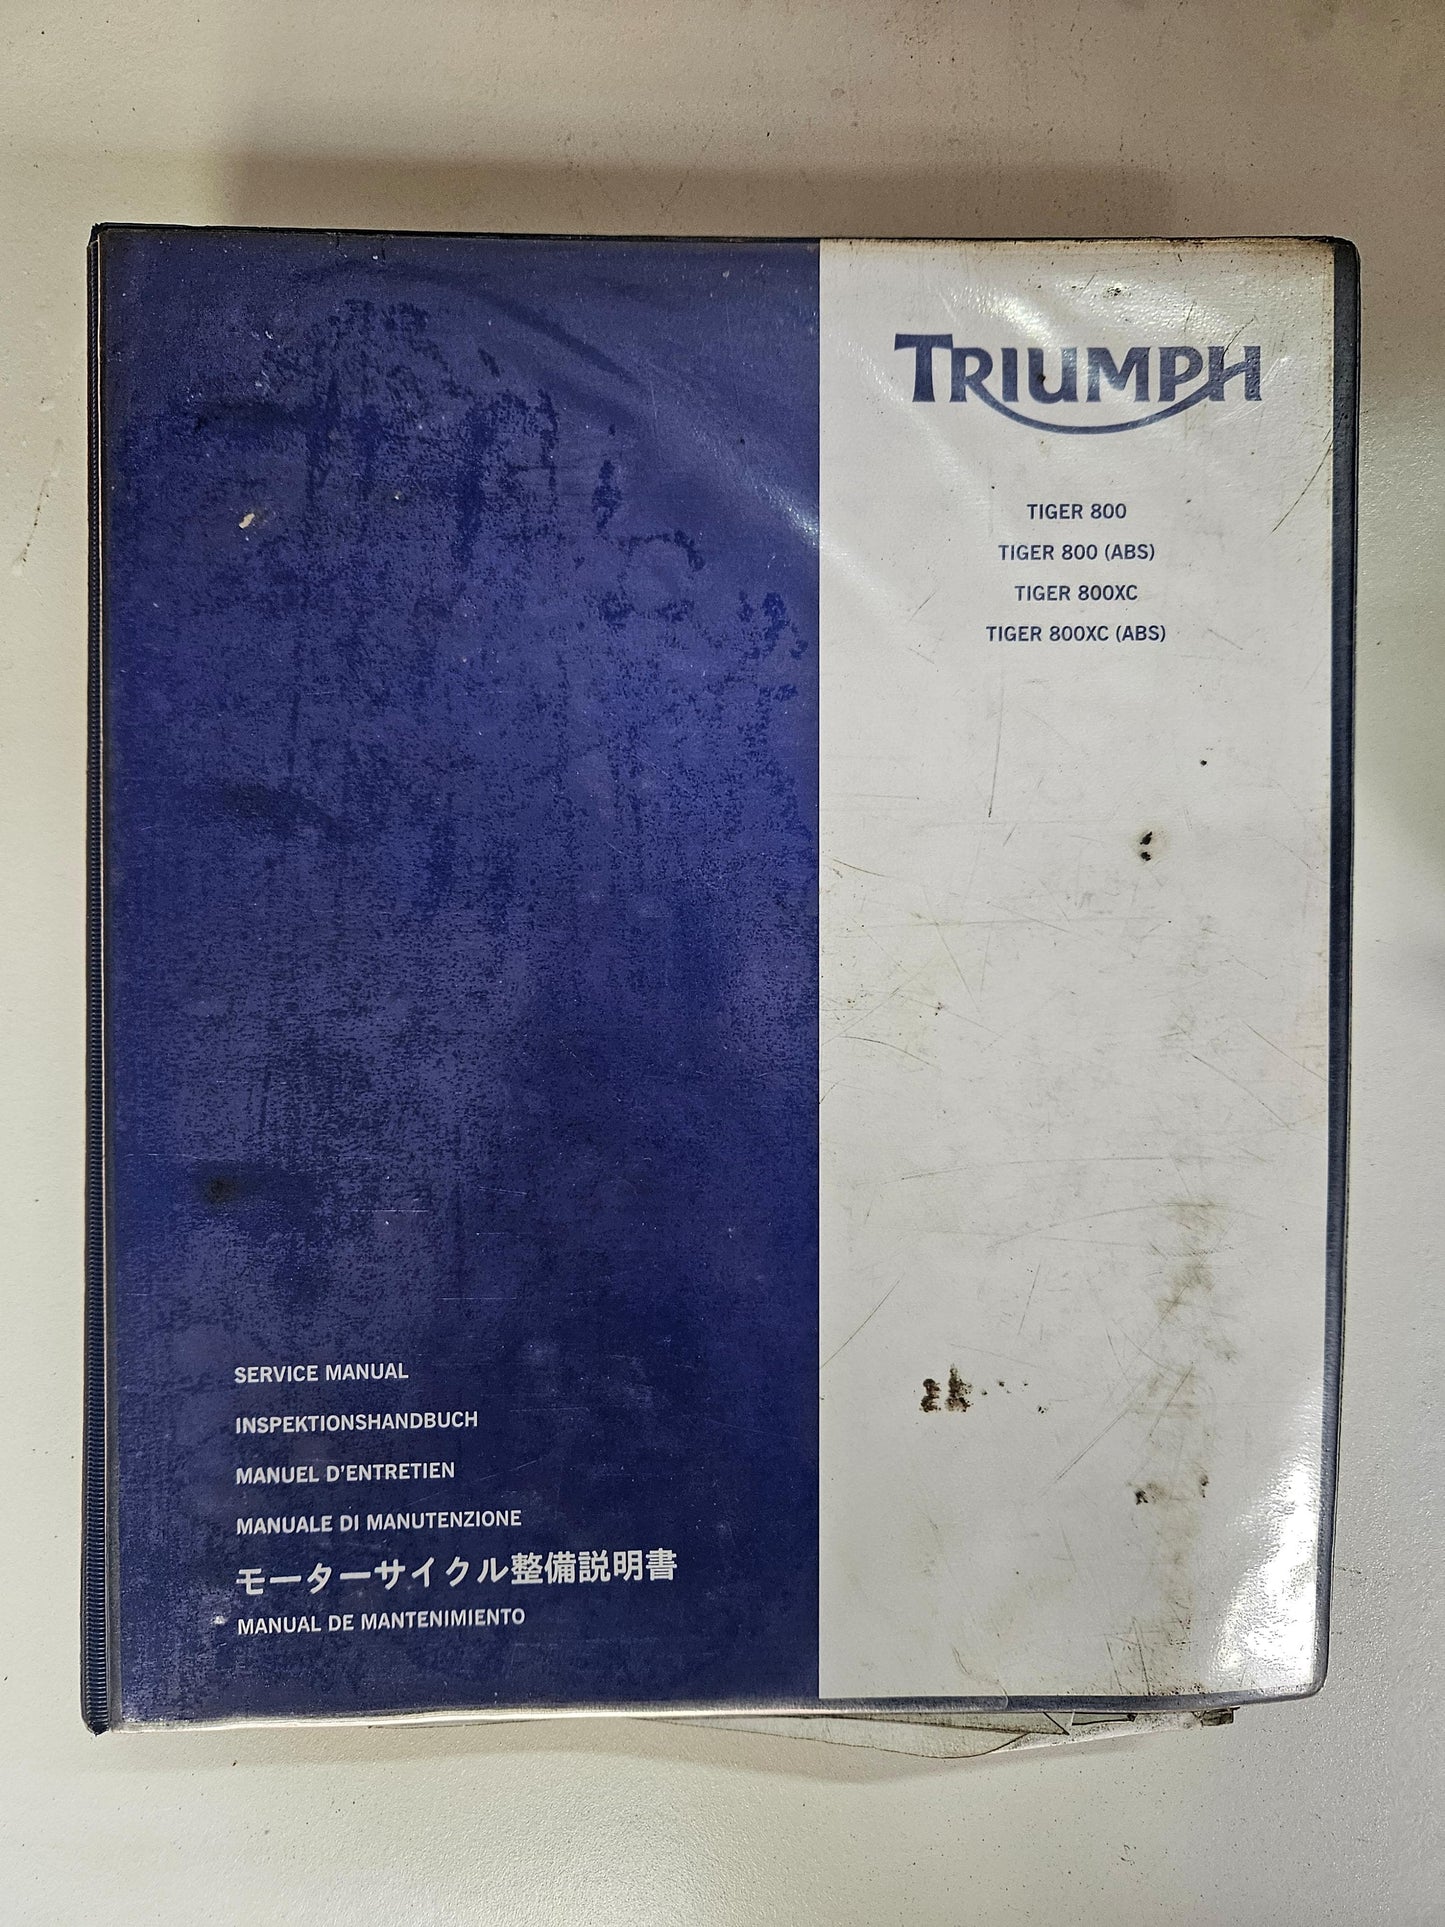 TRIUMPH
TIGER 800
TIGER 800 (ABS)
TIGER 800XC
TIGER 800XC (ABS)
SERVICE MANUAL
INSPEKTIONSHANDBUCH
MANUEL D'ENTRETIEN
MANUALE DI MANUTENZIONE
モーターサイクル整備説明書
MANUAL DE MANTENIMIENTO